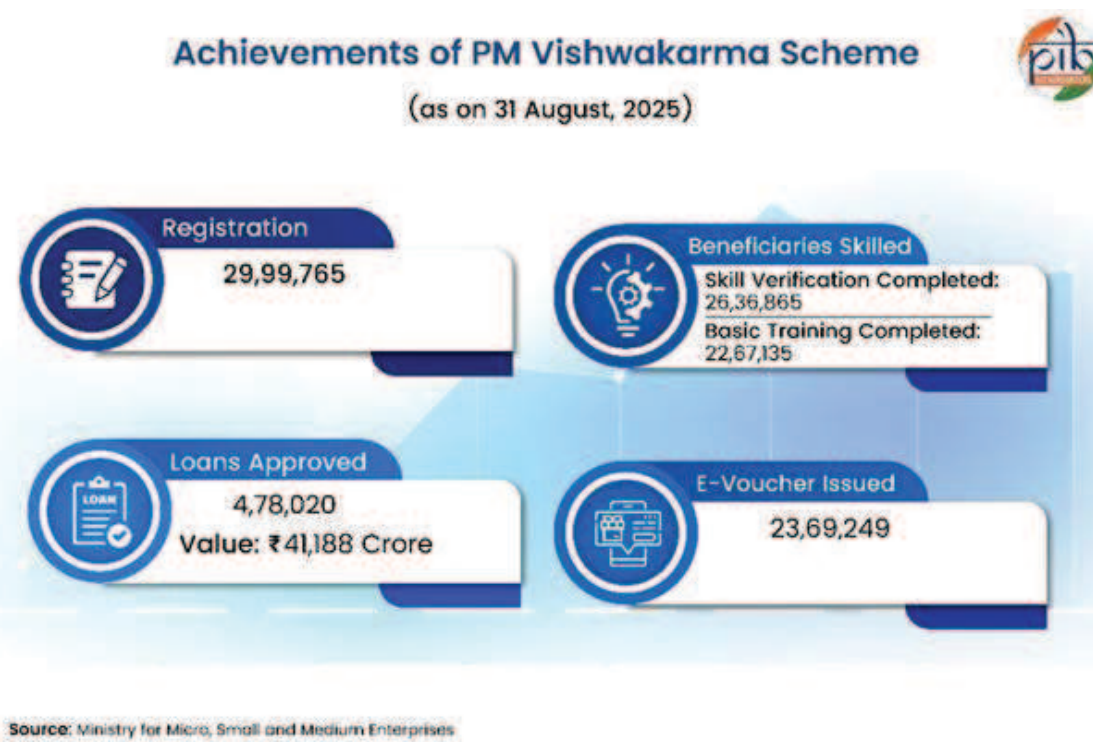 Achievements of PM Vishwakarma Scheme
(as on 31 August, 2025)
pib
Registration
29,99,765
Beneficiaries Skilled
Skill Verification Completed:
26,36,865
Basic Training Completed:
22,67,135
Loans Approved
LOAN
4,78,020
Value: ₹41,188 Crore
E-Voucher Issued
23,69,249
Source: Ministry for Micro, Small and Medium Enterprises